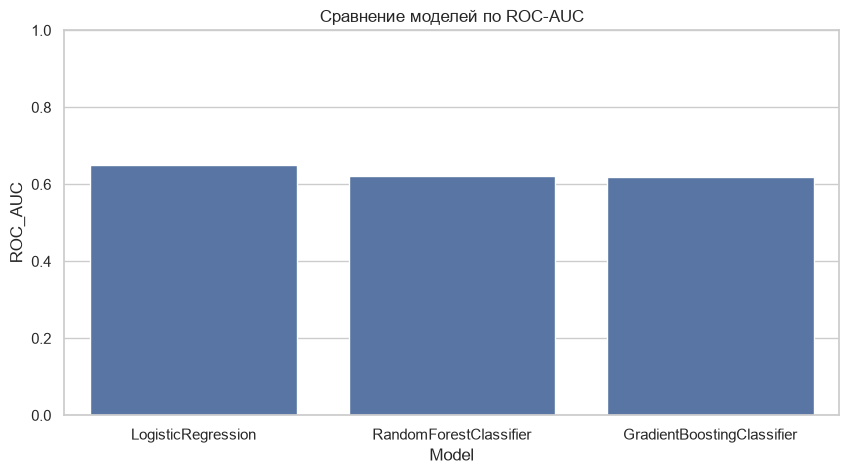 Сравнение моделей по ROC-AUC
1.0
0.8
0.6
0.4
0.2
0.0
ROC_AUC
LogisticRegression
RandomForestClassifier
GradientBoostingClassifier
Model